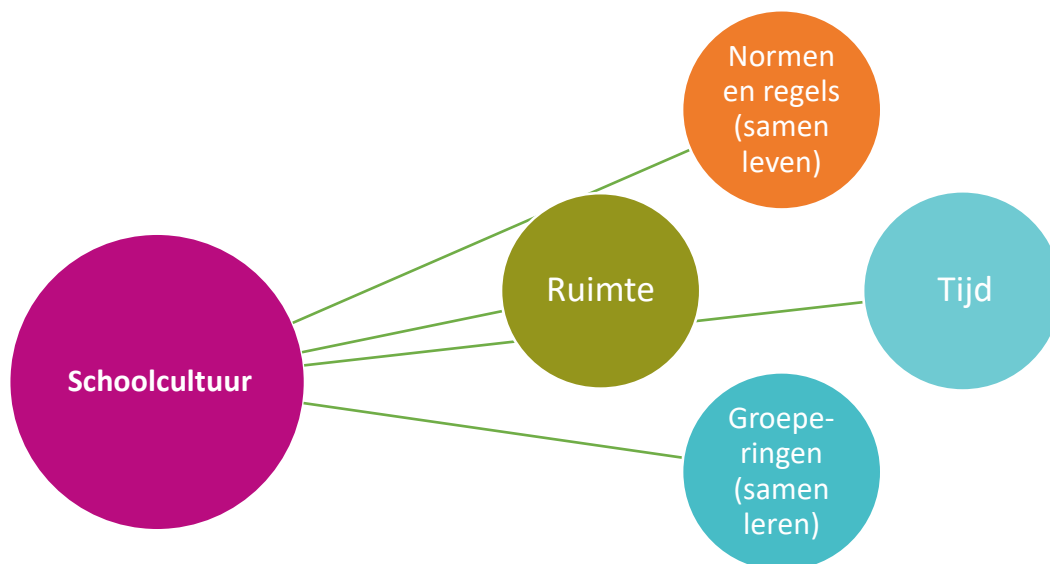 Normen
en regels
(samen
leven)
Ruimte
Tijd
Schoolcultuur
Groepe-
ringen
(samen
leren)